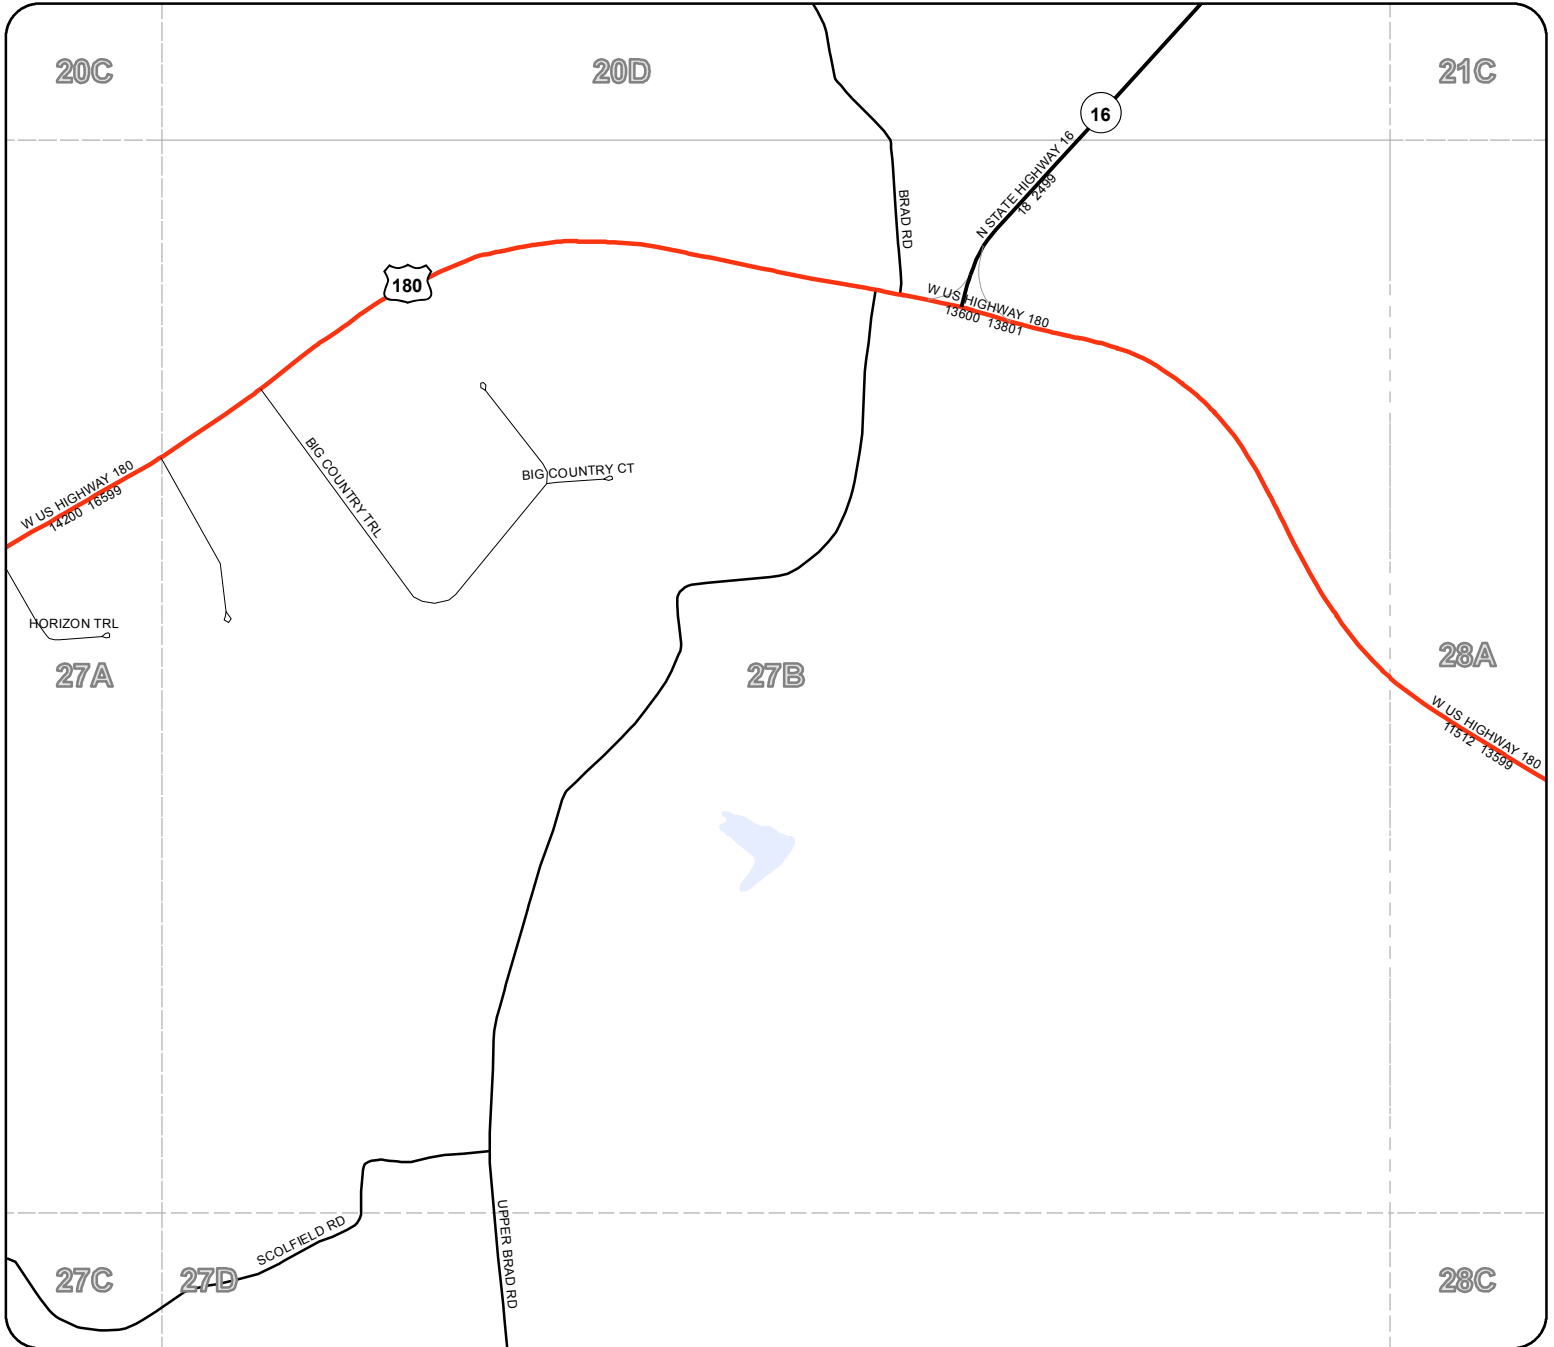 20C
20D
21C
16
N STATE HIGHWAY 16
18 2499
BRAD RD
180
W US HIGHWAY 180
13600 13801
BIG COUNTRY TRL
BIG COUNTRY CT
W US HIGHWAY 180
14200 16599
HORIZON TRL
27A
27B
28A
W US HIGHWAY 180
11512 13599
SCOLFIELD RD
UPPER BRAD RD
27C
27D
28C